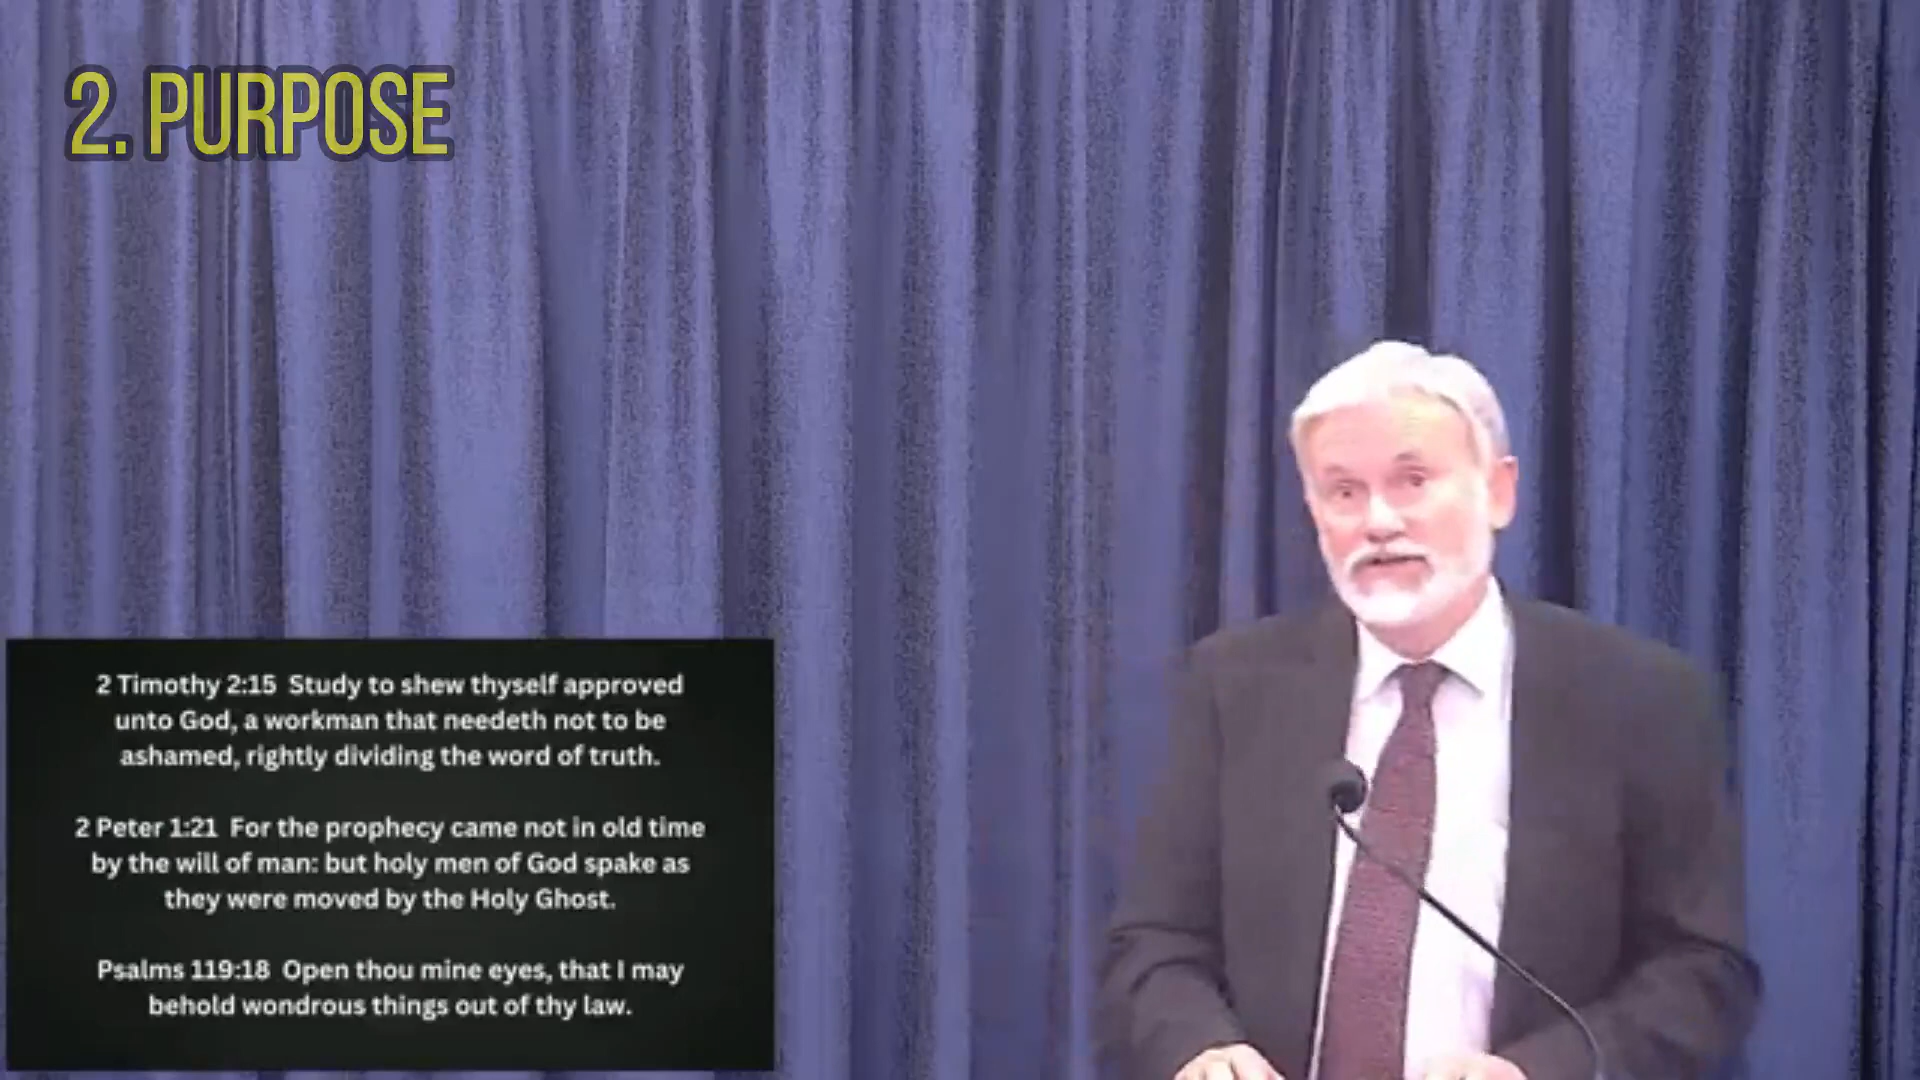 2. PURPOSE
2 Timothy 2:15 Study to shew thyself approved
unto God, a workman that needeth not to be
ashamed, rightly dividing the word of truth.
2 Peter 1:21 For the prophecy came not in old time
by the will of man: but holy men of God spake as
they were moved by the Holy Ghost.
Psalms 119:18 Open thou mine eyes, that I may
behold wondrous things out of thy law.